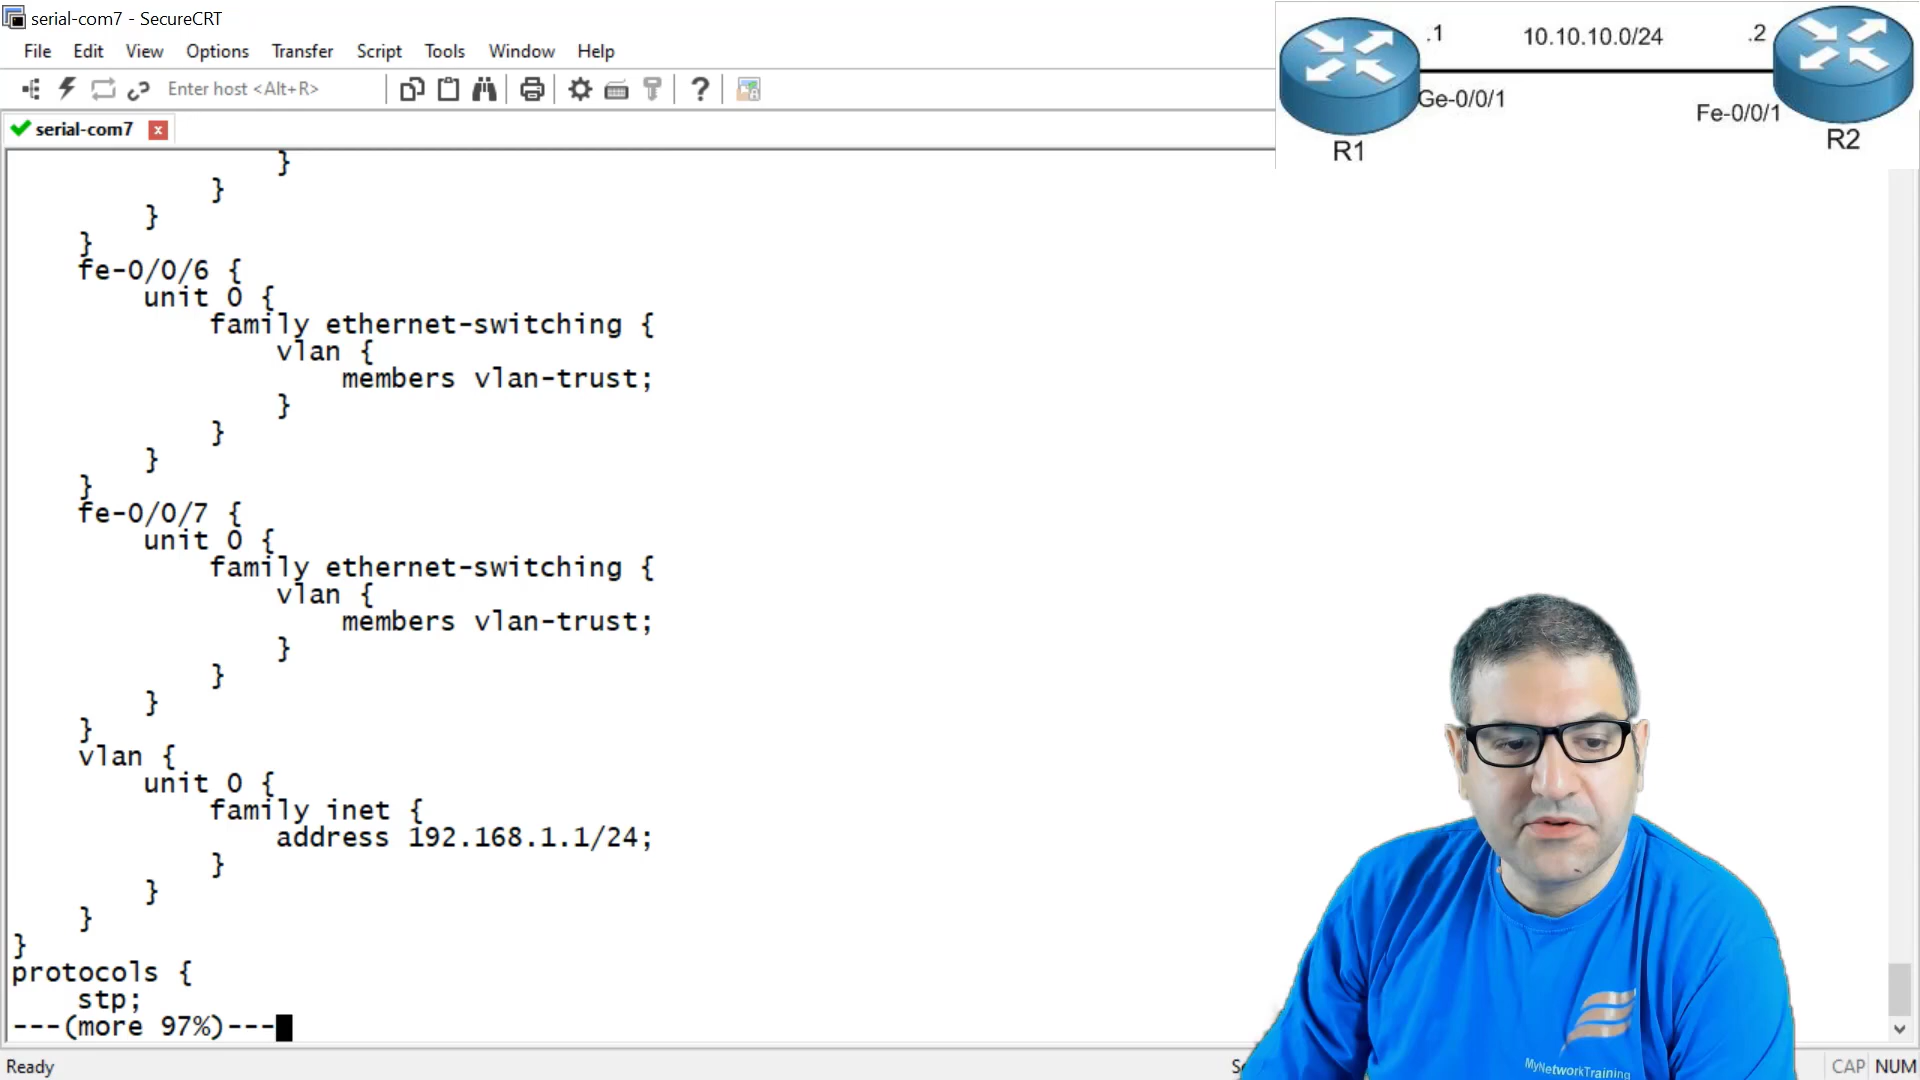 serial-com7 - SecureCRT
File Edit View Options Transfer Script Tools Window Help
Enter host <Alt+R>
serial-com7
.1 10.10.10.0/24 .2
Ge-0/0/1
Fe-0/0/1
R1
R2
}
}
}
}
fe-0/0/6 {
unit 0 {
family ethernet-switching {
vlan {
members vlan-trust;
}
}
}
}
fe-0/0/7 {
unit 0 {
family ethernet-switching {
vlan {
members vlan-trust;
}
}
}
}
vlan {
unit 0 {
family inet {
address 192.168.1.1/24;
}
}
}
}
protocols {
stp;
---(more 97%)---
MyNetworkTraining
Ready
CAP NUM